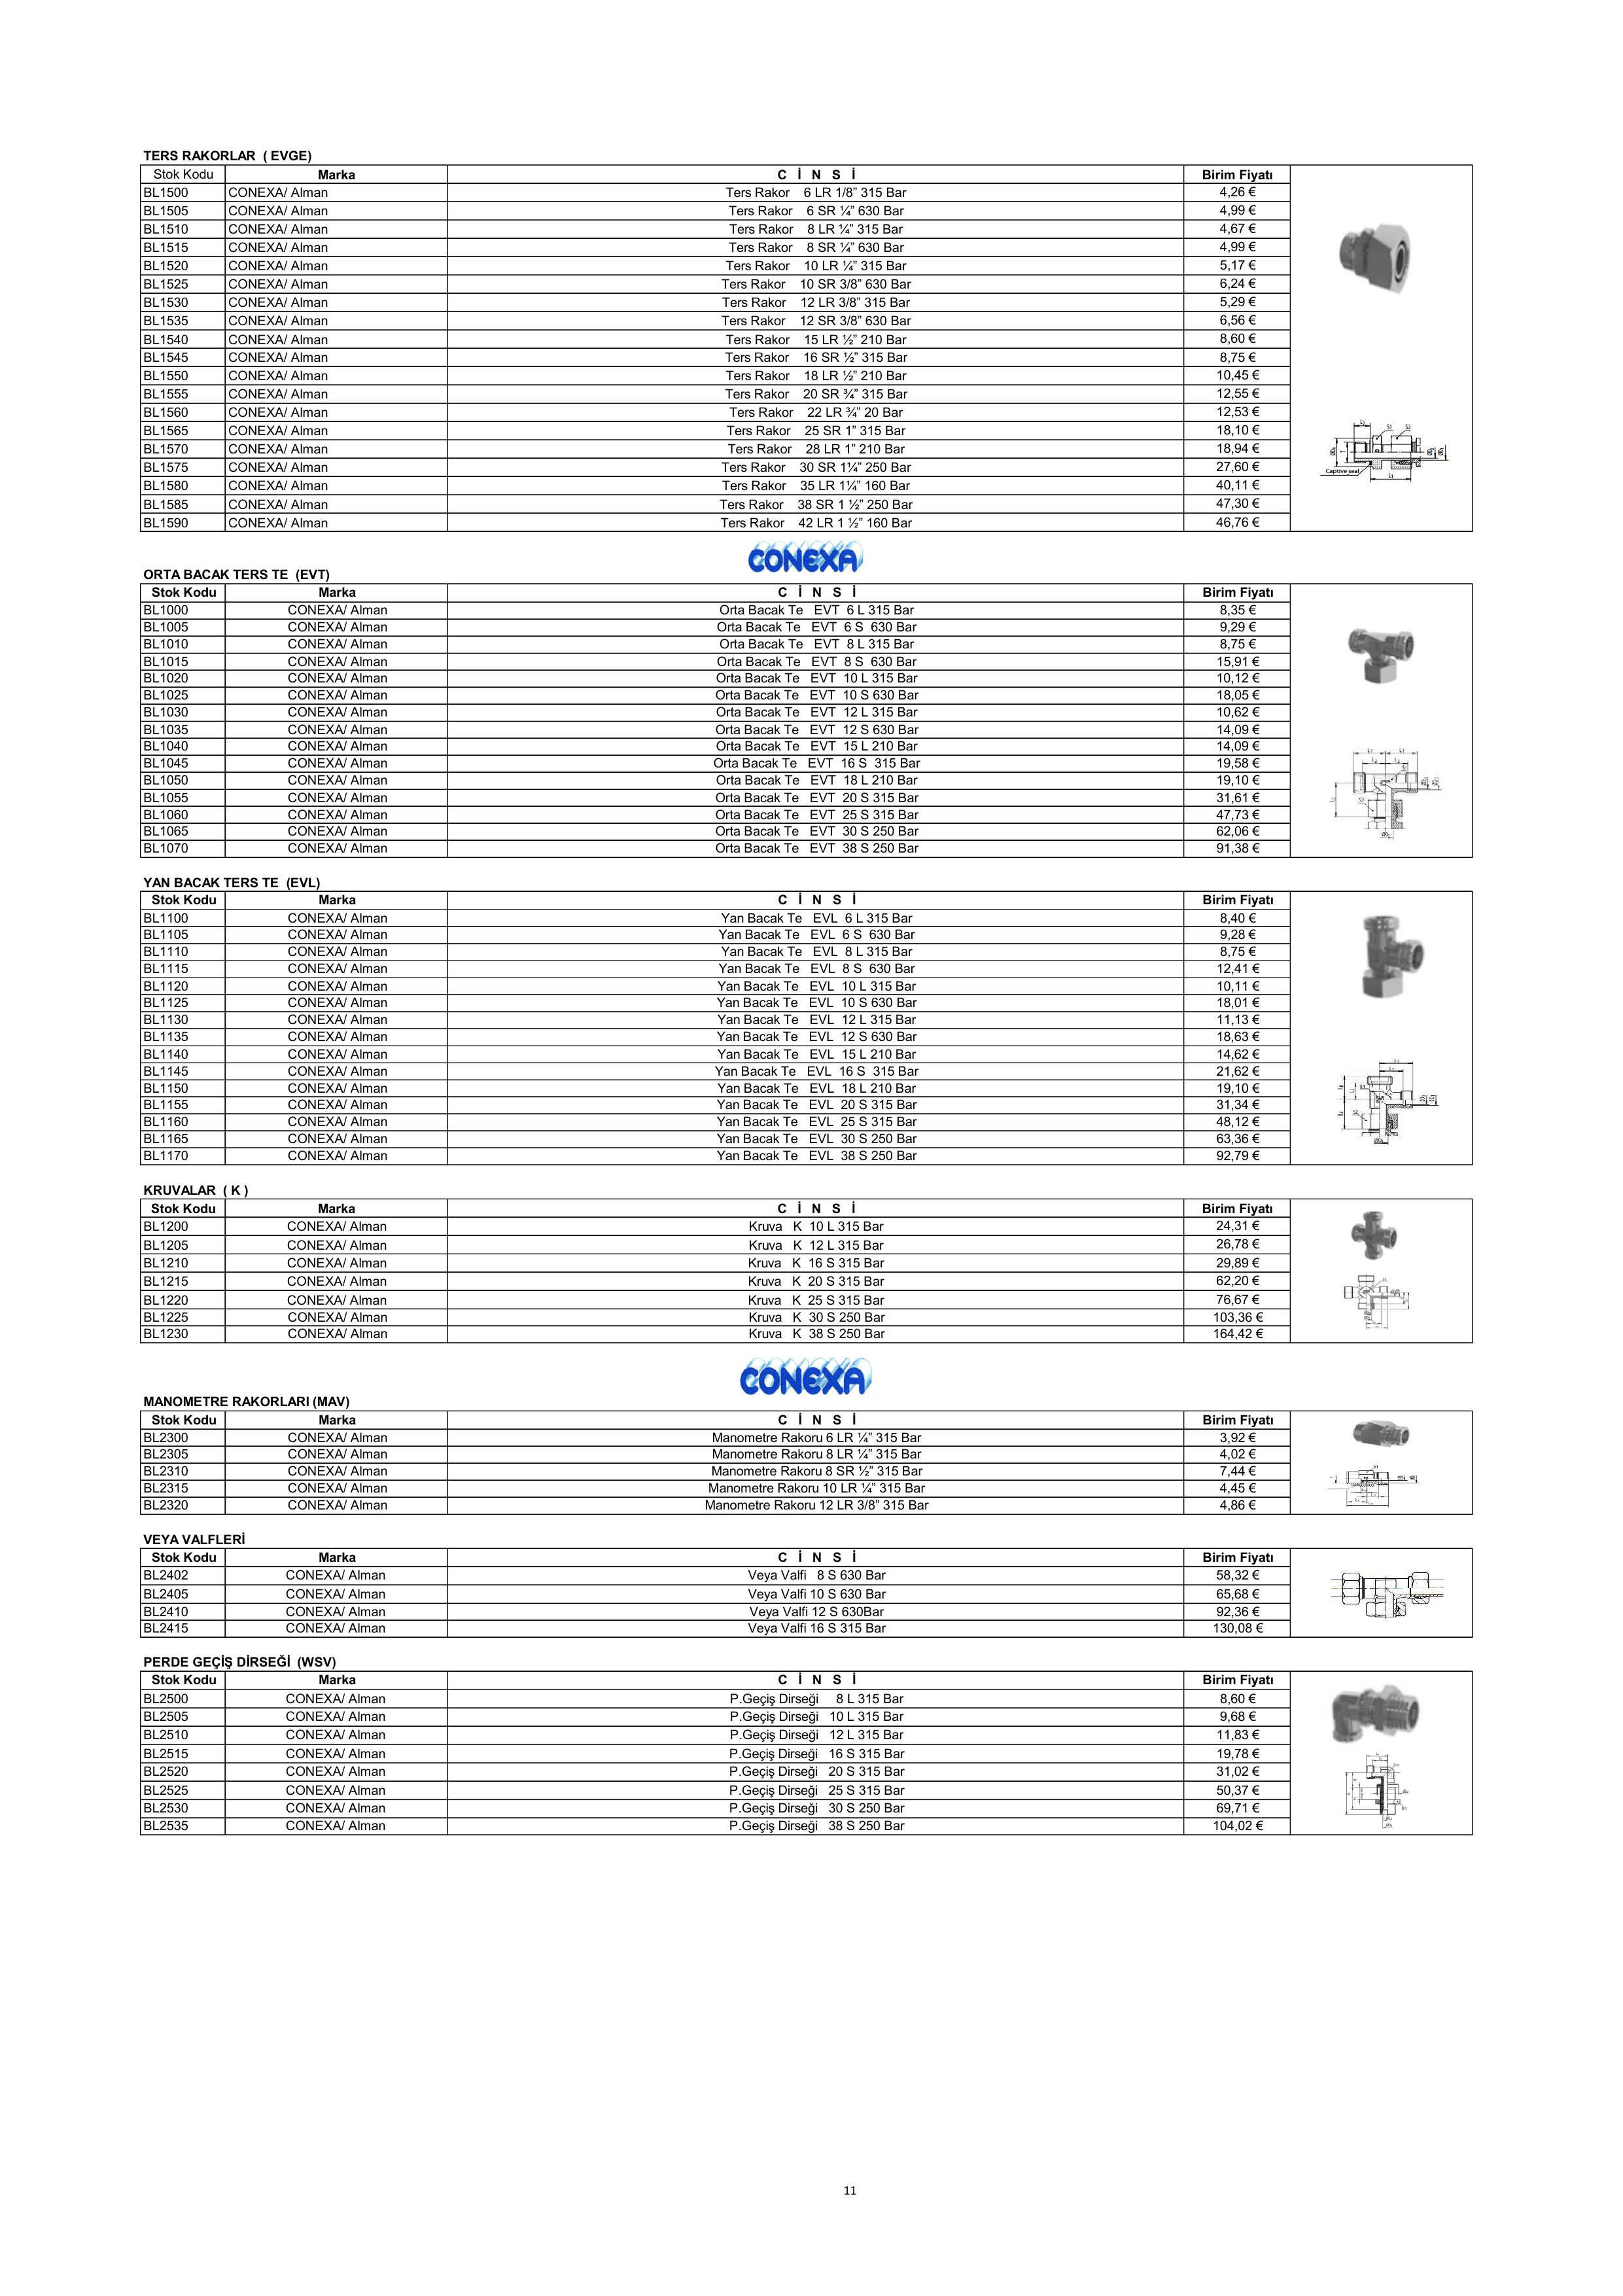 TERS RAKORLAR  ( EVGE)
Stok Kodu Marka C İ N S İ Birim Fiyatı
BL1500 CONEXA/ Alman Ters Rakor 6 LR 1/8” 315 Bar 4,26 €
BL1505 CONEXA/ Alman Ters Rakor 6 SR ¼” 630 Bar 4,99 €
BL1510 CONEXA/ Alman Ters Rakor 8 LR ¼” 315 Bar 4,67 €
BL1515 CONEXA/ Alman Ters Rakor 8 SR ¼” 630 Bar 4,99 €
BL1520 CONEXA/ Alman Ters Rakor 10 LR ¼” 315 Bar 5,17 €
BL1525 CONEXA/ Alman Ters Rakor 10 SR 3/8” 630 Bar 6,24 €
BL1530 CONEXA/ Alman Ters Rakor 12 LR 3/8” 315 Bar 5,29 €
BL1535 CONEXA/ Alman Ters Rakor 12 SR 3/8” 630 Bar 6,56 €
BL1540 CONEXA/ Alman Ters Rakor 15 LR ½” 210 Bar 8,60 €
BL1545 CONEXA/ Alman Ters Rakor 16 SR ½” 315 Bar 8,75 €
BL1550 CONEXA/ Alman Ters Rakor 18 LR ½” 210 Bar 10,45 €
BL1555 CONEXA/ Alman Ters Rakor 20 SR ¾” 315 Bar 12,55 €
BL1560 CONEXA/ Alman Ters Rakor 22 LR ¾” 20 Bar 12,53 €
BL1565 CONEXA/ Alman Ters Rakor 25 SR 1” 315 Bar 18,10 €
BL1570 CONEXA/ Alman Ters Rakor 28 LR 1” 210 Bar 18,94 €
BL1575 CONEXA/ Alman Ters Rakor 30 SR 1¼” 250 Bar 27,60 €
Captive seal
BL1580 CONEXA/ Alman Ters Rakor 35 LR 1¼” 160 Bar 40,11 €
BL1585 CONEXA/ Alman Ters Rakor 38 SR 1 ½” 250 Bar 47,30 €
BL1590 CONEXA/ Alman Ters Rakor 42 LR 1 ½” 160 Bar 46,76 €
CONEXA
ORTA BACAK TERS TE  (EVT)
Stok Kodu Marka C İ N S İ Birim Fiyatı
BL1000 CONEXA/ Alman Orta Bacak Te EVT 6 L 315 Bar 8,35 €
BL1005 CONEXA/ Alman Orta Bacak Te EVT 6 S 630 Bar 9,29 €
BL1010 CONEXA/ Alman Orta Bacak Te EVT 8 L 315 Bar 8,75 €
BL1015 CONEXA/ Alman Orta Bacak Te EVT 8 S 630 Bar 15,91 €
BL1020 CONEXA/ Alman Orta Bacak Te EVT 10 L 315 Bar 10,12 €
BL1025 CONEXA/ Alman Orta Bacak Te EVT 10 S 630 Bar 18,05 €
BL1030 CONEXA/ Alman Orta Bacak Te EVT 12 L 315 Bar 10,62 €
BL1035 CONEXA/ Alman Orta Bacak Te EVT 12 S 630 Bar 14,09 €
BL1040 CONEXA/ Alman Orta Bacak Te EVT 15 L 210 Bar 14,09 €
BL1045 CONEXA/ Alman Orta Bacak Te EVT 16 S 315 Bar 19,58 €
BL1050 CONEXA/ Alman Orta Bacak Te EVT 18 L 210 Bar 19,10 €
BL1055 CONEXA/ Alman Orta Bacak Te EVT 20 S 315 Bar 31,61 €
BL1060 CONEXA/ Alman Orta Bacak Te EVT 25 S 315 Bar 47,73 €
BL1065 CONEXA/ Alman Orta Bacak Te EVT 30 S 250 Bar 62,06 €
BL1070 CONEXA/ Alman Orta Bacak Te EVT 38 S 250 Bar 91,38 €
YAN BACAK TERS TE  (EVL)
Stok Kodu Marka C İ N S İ Birim Fiyatı
BL1100 CONEXA/ Alman Yan Bacak Te EVL 6 L 315 Bar 8,40 €
BL1105 CONEXA/ Alman Yan Bacak Te EVL 6 S 630 Bar 9,28 €
BL1110 CONEXA/ Alman Yan Bacak Te EVL 8 L 315 Bar 8,75 €
BL1115 CONEXA/ Alman Yan Bacak Te EVL 8 S 630 Bar 12,41 €
BL1120 CONEXA/ Alman Yan Bacak Te EVL 10 L 315 Bar 10,11 €
BL1125 CONEXA/ Alman Yan Bacak Te EVL 10 S 630 Bar 18,01 €
BL1130 CONEXA/ Alman Yan Bacak Te EVL 12 L 315 Bar 11,13 €
BL1135 CONEXA/ Alman Yan Bacak Te EVL 12 S 630 Bar 18,63 €
BL1140 CONEXA/ Alman Yan Bacak Te EVL 15 L 210 Bar 14,62 €
BL1145 CONEXA/ Alman Yan Bacak Te EVL 16 S 315 Bar 21,62 €
BL1150 CONEXA/ Alman Yan Bacak Te EVL 18 L 210 Bar 19,10 €
BL1155 CONEXA/ Alman Yan Bacak Te EVL 20 S 315 Bar 31,34 €
BL1160 CONEXA/ Alman Yan Bacak Te EVL 25 S 315 Bar 48,12 €
BL1165 CONEXA/ Alman Yan Bacak Te EVL 30 S 250 Bar 63,36 €
BL1170 CONEXA/ Alman Yan Bacak Te EVL 38 S 250 Bar 92,79 €
KRUVALAR  ( K )
Stok Kodu Marka C İ N S İ Birim Fiyatı
BL1200 CONEXA/ Alman Kruva K 10 L 315 Bar 24,31 €
BL1205 CONEXA/ Alman Kruva K 12 L 315 Bar 26,78 €
BL1210 CONEXA/ Alman Kruva K 16 S 315 Bar 29,89 €
BL1215 CONEXA/ Alman Kruva K 20 S 315 Bar 62,20 €
BL1220 CONEXA/ Alman Kruva K 25 S 315 Bar 76,67 €
BL1225 CONEXA/ Alman Kruva K 30 S 250 Bar 103,36 €
BL1230 CONEXA/ Alman Kruva K 38 S 250 Bar 164,42 €
CONEXA
MANOMETRE RAKORLARI (MAV)
Stok Kodu Marka C İ N S İ Birim Fiyatı
BL2300 CONEXA/ Alman Manometre Rakoru 6 LR ¼” 315 Bar 3,92 €
BL2305 CONEXA/ Alman Manometre Rakoru 8 LR ¼” 315 Bar 4,02 €
BL2310 CONEXA/ Alman Manometre Rakoru 8 SR ½” 315 Bar 7,44 €
BL2315 CONEXA/ Alman Manometre Rakoru 10 LR ¼” 315 Bar 4,45 €
BL2320 CONEXA/ Alman Manometre Rakoru 12 LR 3/8” 315 Bar 4,86 €
VEYA VALFLERİ
Stok Kodu Marka C İ N S İ Birim Fiyatı
BL2402 CONEXA/ Alman Veya Valfi 8 S 630 Bar 58,32 €
BL2405 CONEXA/ Alman Veya Valfi 10 S 630 Bar 65,68 €
BL2410 CONEXA/ Alman Veya Valfi 12 S 630Bar 92,36 €
BL2415 CONEXA/ Alman Veya Valfi 16 S 315 Bar 130,08 €
PERDE GEÇİŞ DİRSEĞİ  (WSV)
Stok Kodu Marka C İ N S İ Birim Fiyatı
BL2500 CONEXA/ Alman P.Geçiş Dirseği 8 L 315 Bar 8,60 €
BL2505 CONEXA/ Alman P.Geçiş Dirseği 10 L 315 Bar 9,68 €
BL2510 CONEXA/ Alman P.Geçiş Dirseği 12 L 315 Bar 11,83 €
BL2515 CONEXA/ Alman P.Geçiş Dirseği 16 S 315 Bar 19,78 €
BL2520 CONEXA/ Alman P.Geçiş Dirseği 20 S 315 Bar 31,02 €
BL2525 CONEXA/ Alman P.Geçiş Dirseği 25 S 315 Bar 50,37 €
BL2530 CONEXA/ Alman P.Geçiş Dirseği 30 S 250 Bar 69,71 €
BL2535 CONEXA/ Alman P.Geçiş Dirseği 38 S 250 Bar 104,02 €
11